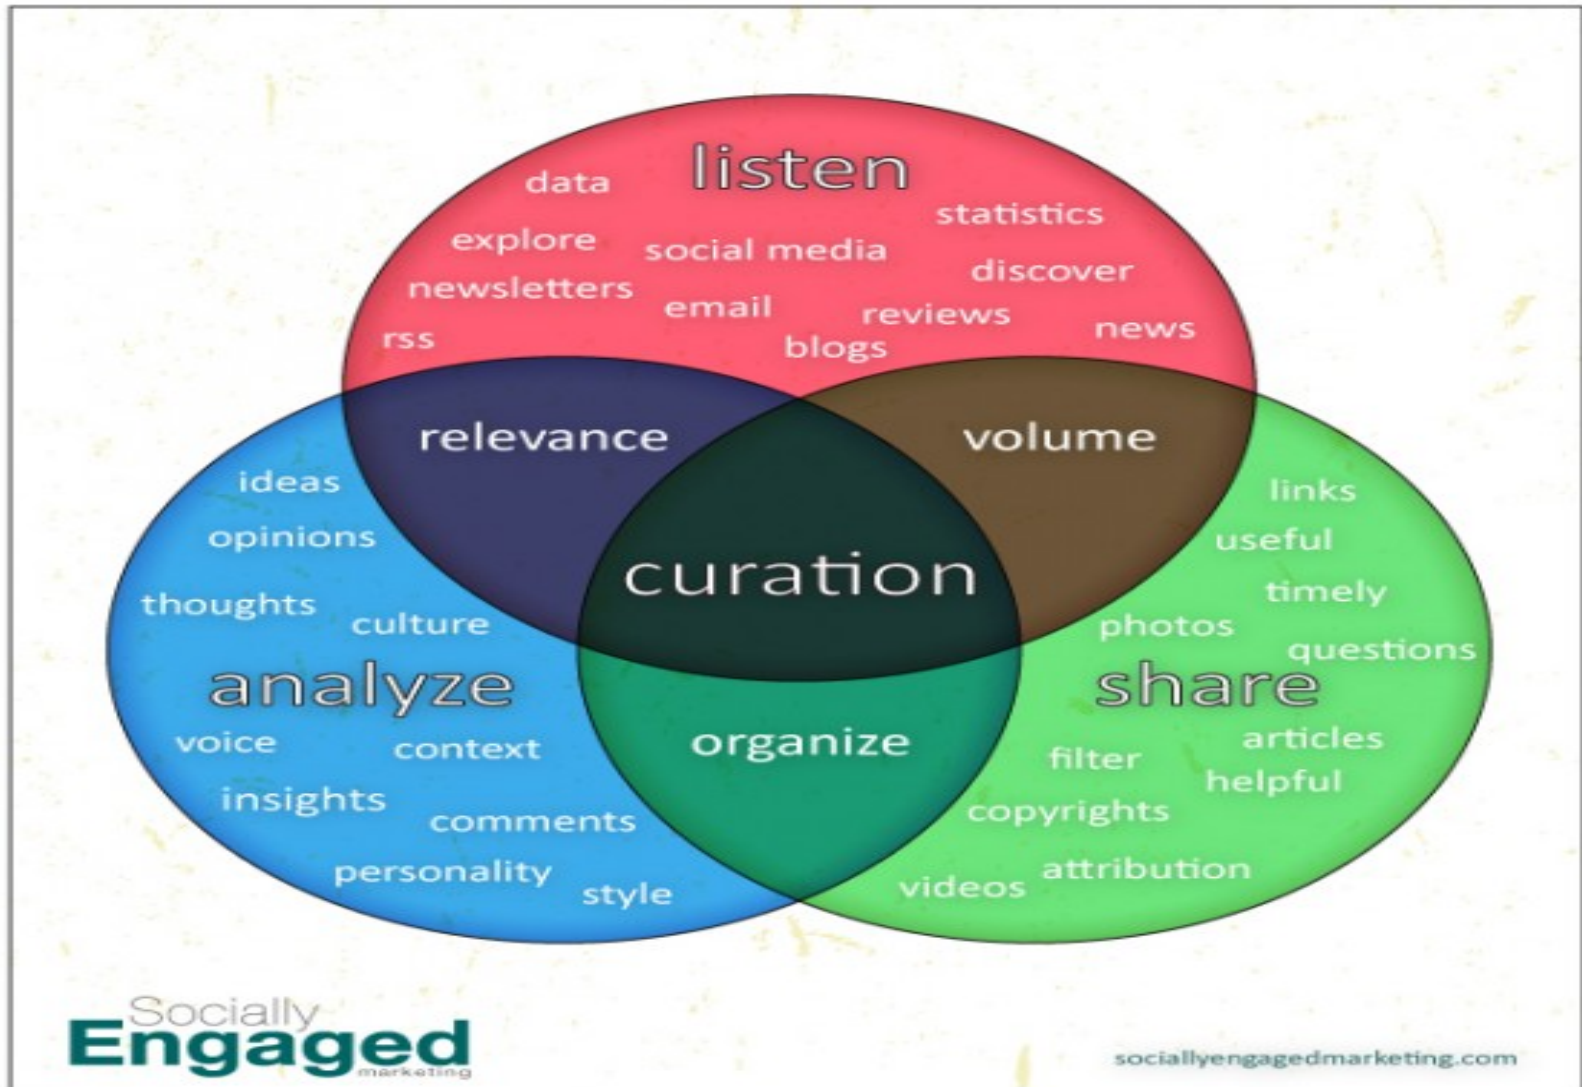 listen
data
statistics
explore
social media
discover
newsletters
email
reviews
news
rss
blogs
relevance
volume
curation
organize
ideas
opinions
thoughts
culture
analyze
voice
context
insights
comments
personality
style
links
useful
timely
photos
questions
share
articles
filter
helpful
copyrights
attribution
videos
Socially
Engaged
marketing
sociallyengagedmarketing.com